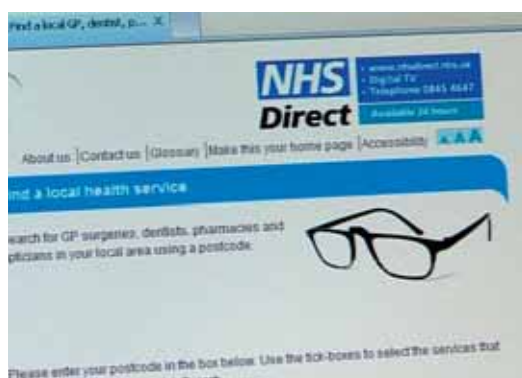 Find a local GP, dentist, p... X
NHS
Direct
www.nhsdirect.nhs.uk
Digital TV
Telephone 0845 4647
Available 24 hours
About us |Contact us |Glossary |Make this your home page |Accessibility A A A
nd a local health service
earch for GP surgeries, dentists, pharmacies and
pticians in your local area using a postcode.
Please enter your postcode in the box below. Use the tick-boxes to select the services that